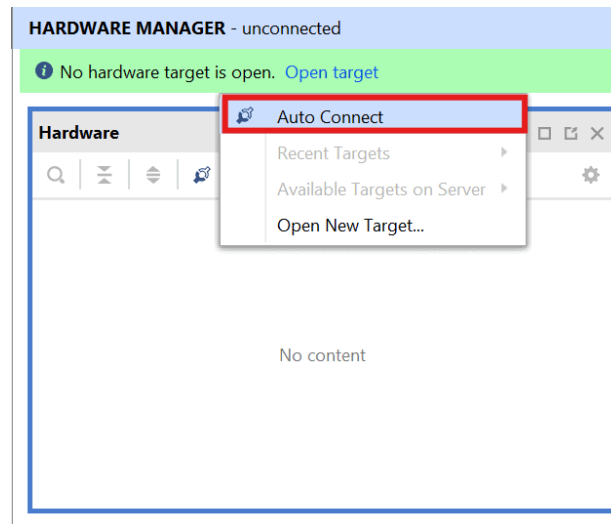 HARDWARE MANAGER - unconnected
No hardware target is open. Open target
Hardware
Auto Connect
Recent Targets
Available Targets on Server
Open New Target...
No content